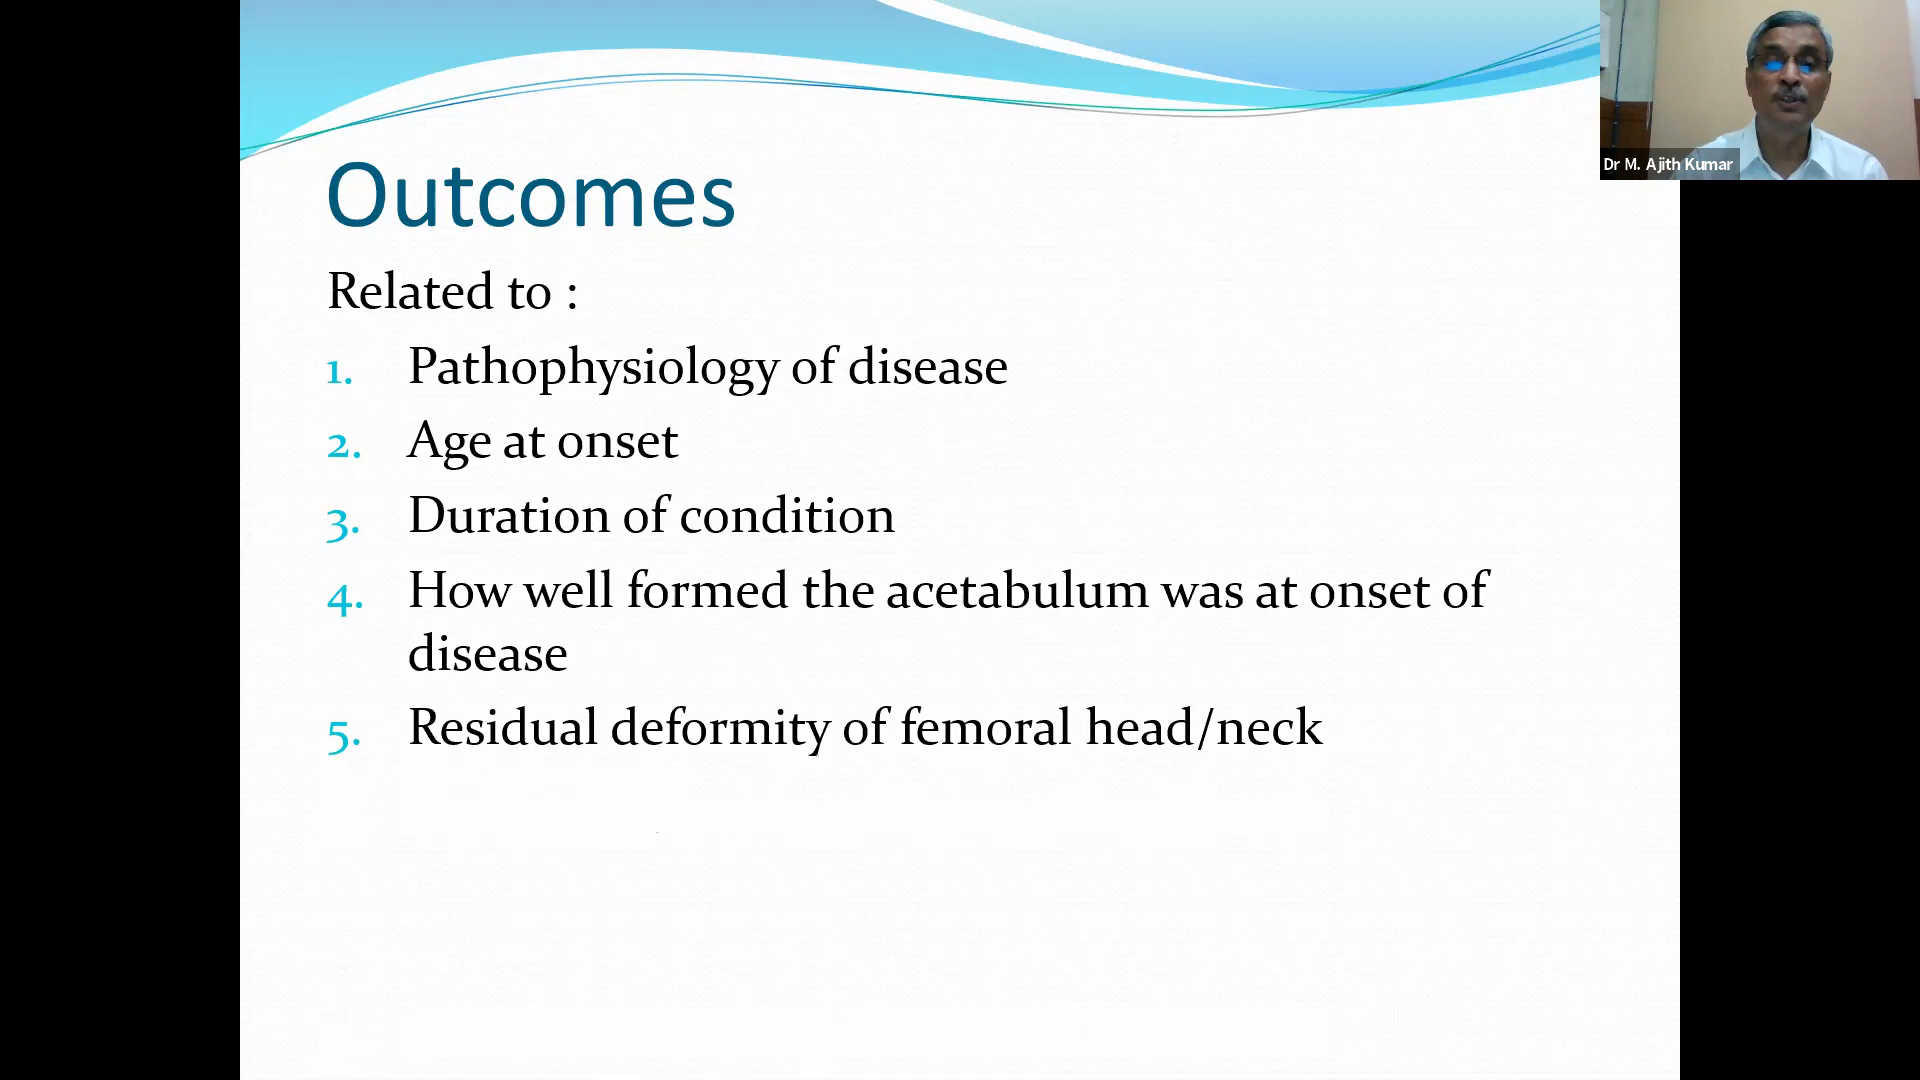 Dr M. Ajith Kumar
Outcomes
Related to :
1. Pathophysiology of disease
2. Age at onset
3. Duration of condition
4. How well formed the acetabulum was at onset of
disease
5. Residual deformity of femoral head/neck